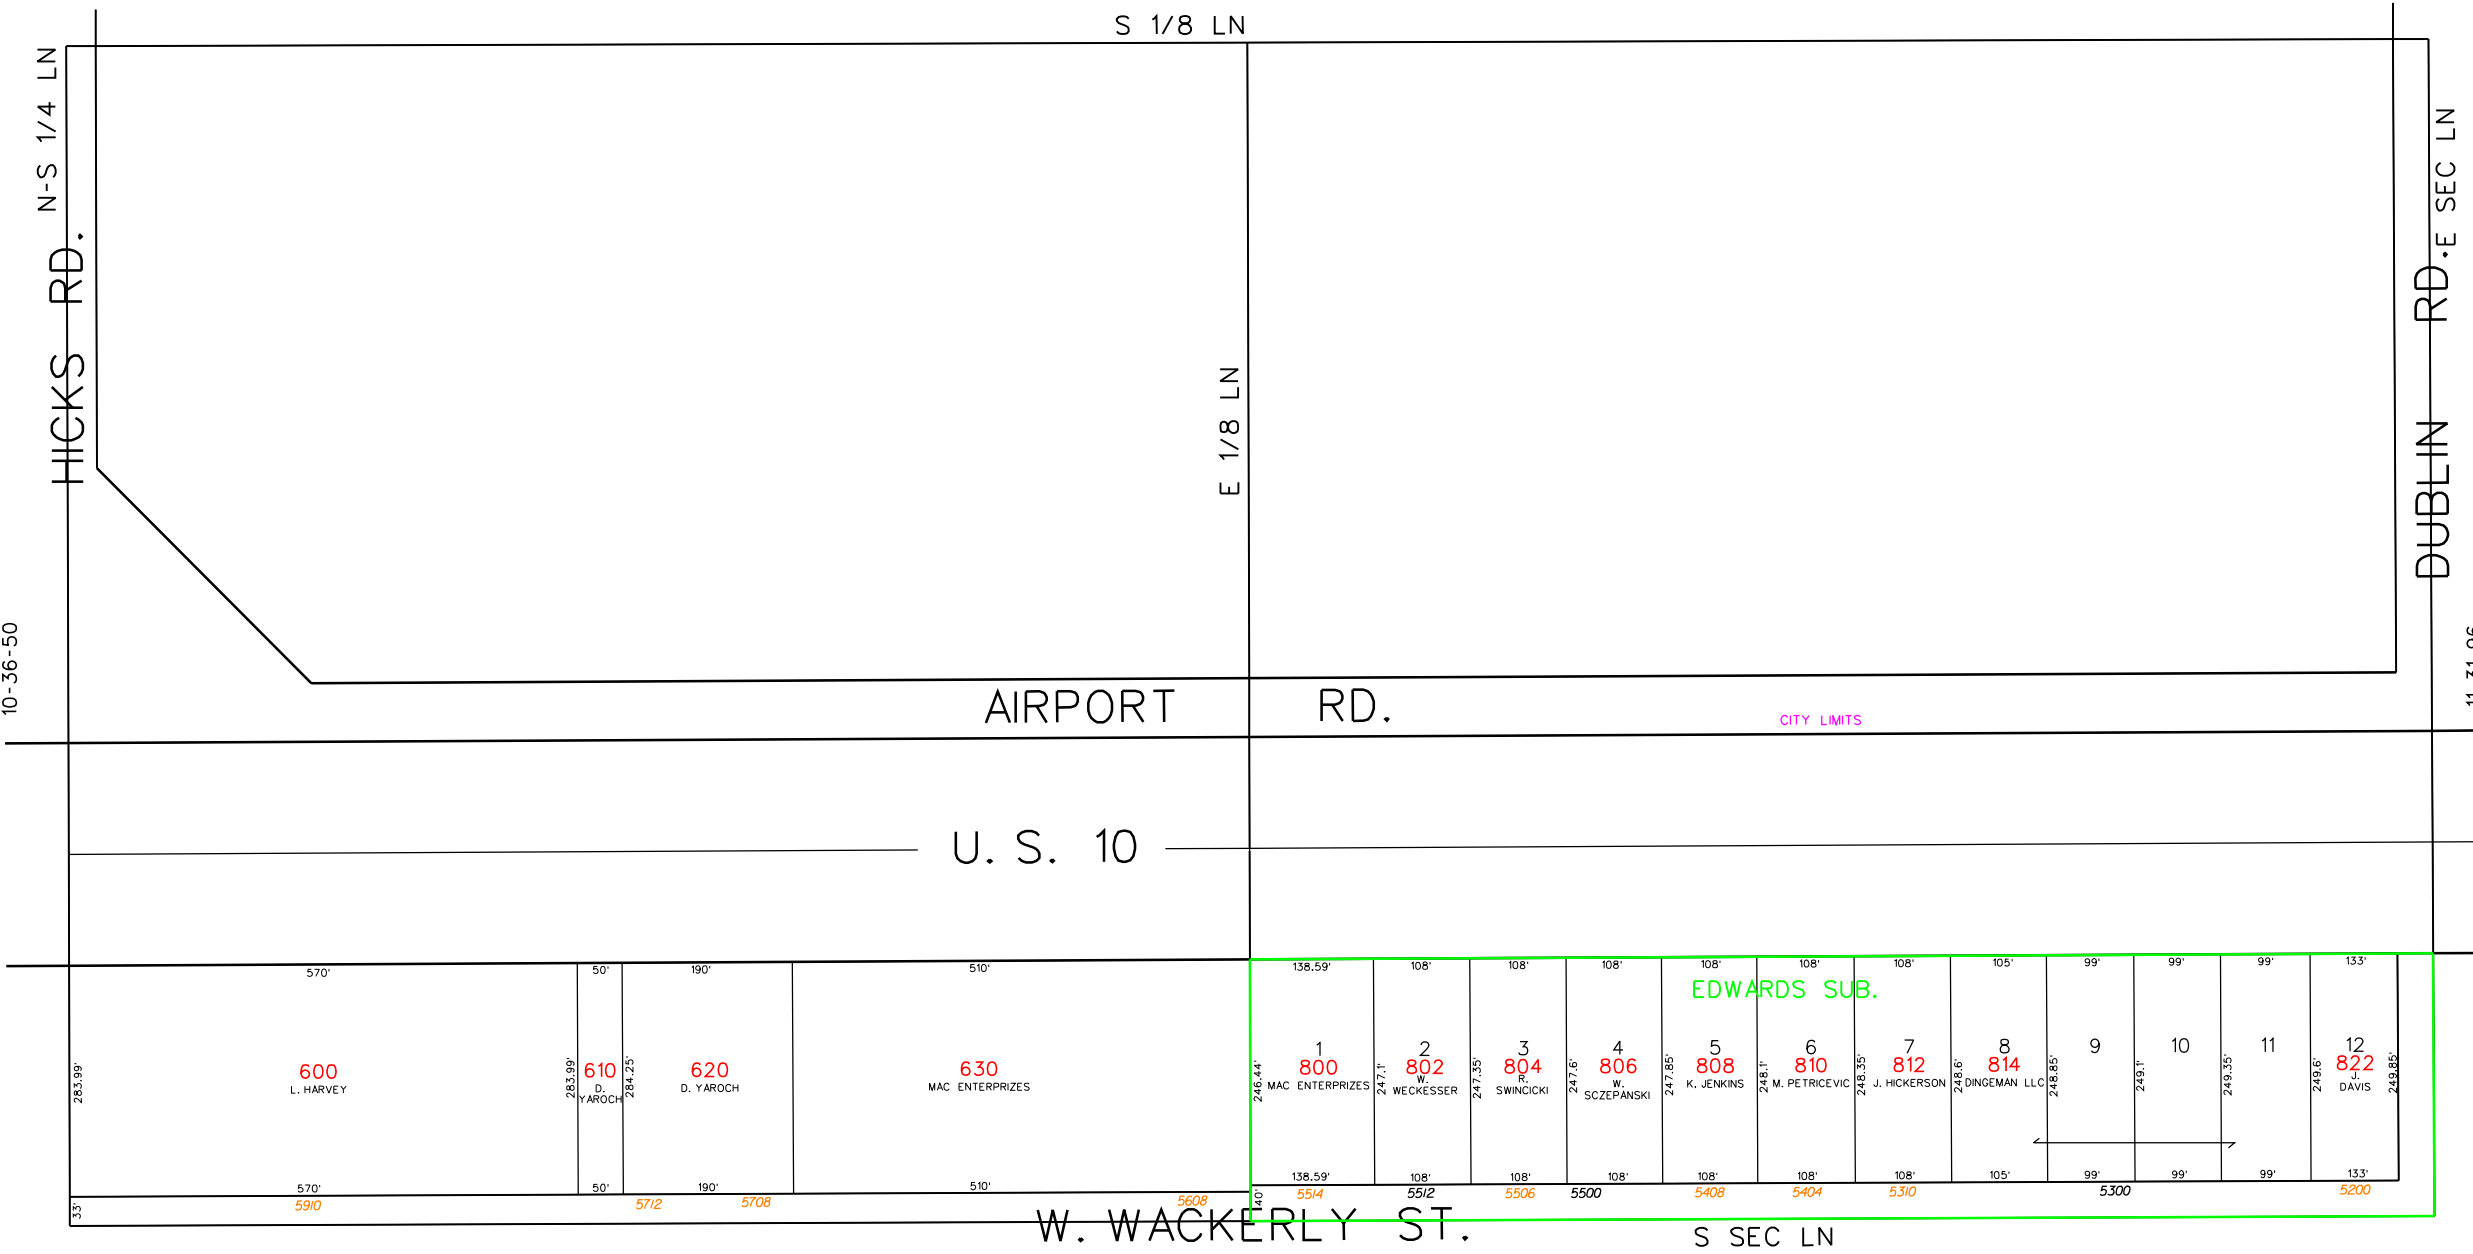 S 1/8 LN
N-S 1/4 LN
HICKS RD.
E 1/8 LN
E SEC LN
DUBLIN RD.
10-36-50
AIRPORT RD.
CITY LIMITS
U.S. 10
570' 50' 190' 510' 138.59' 108' 108' 108' 108' 108' 108' 105' 99' 99' 99' 133'
EDWARDS SUB.
283.99'
600
L. HARVEY
283.99'
610
D.
YAROCH
284.25'
620
D. YAROCH
630
MAC ENTERPRIZES
246.44'
1
800
MAC ENTERPRIZES
247.1'
2
802
W.
WECKESSER
247.35'
3
804
R.
SWINCICKI
247.6'
4
806
W.
SCZEPANSKI
247.85'
5
808
K. JENKINS
248.1'
6
810
M. PETRICEVIC
248.35'
7
812
J. HICKERSON
248.6'
8
814
DINGEMAN LLC
248.85'
9
249.1'
10
249.35'
11
249.6'
12
822
J.
DAVIS
249.85'
570' 50' 190' 510' 138.59' 108' 108' 108' 108' 108' 108' 105' 99' 99' 99' 133'
33' 5910 5712 5708 5608 40' 5514 5512 5506 5500 5408 5404 5310 5300 5200
W. WACKERLY ST.
S SEC LN